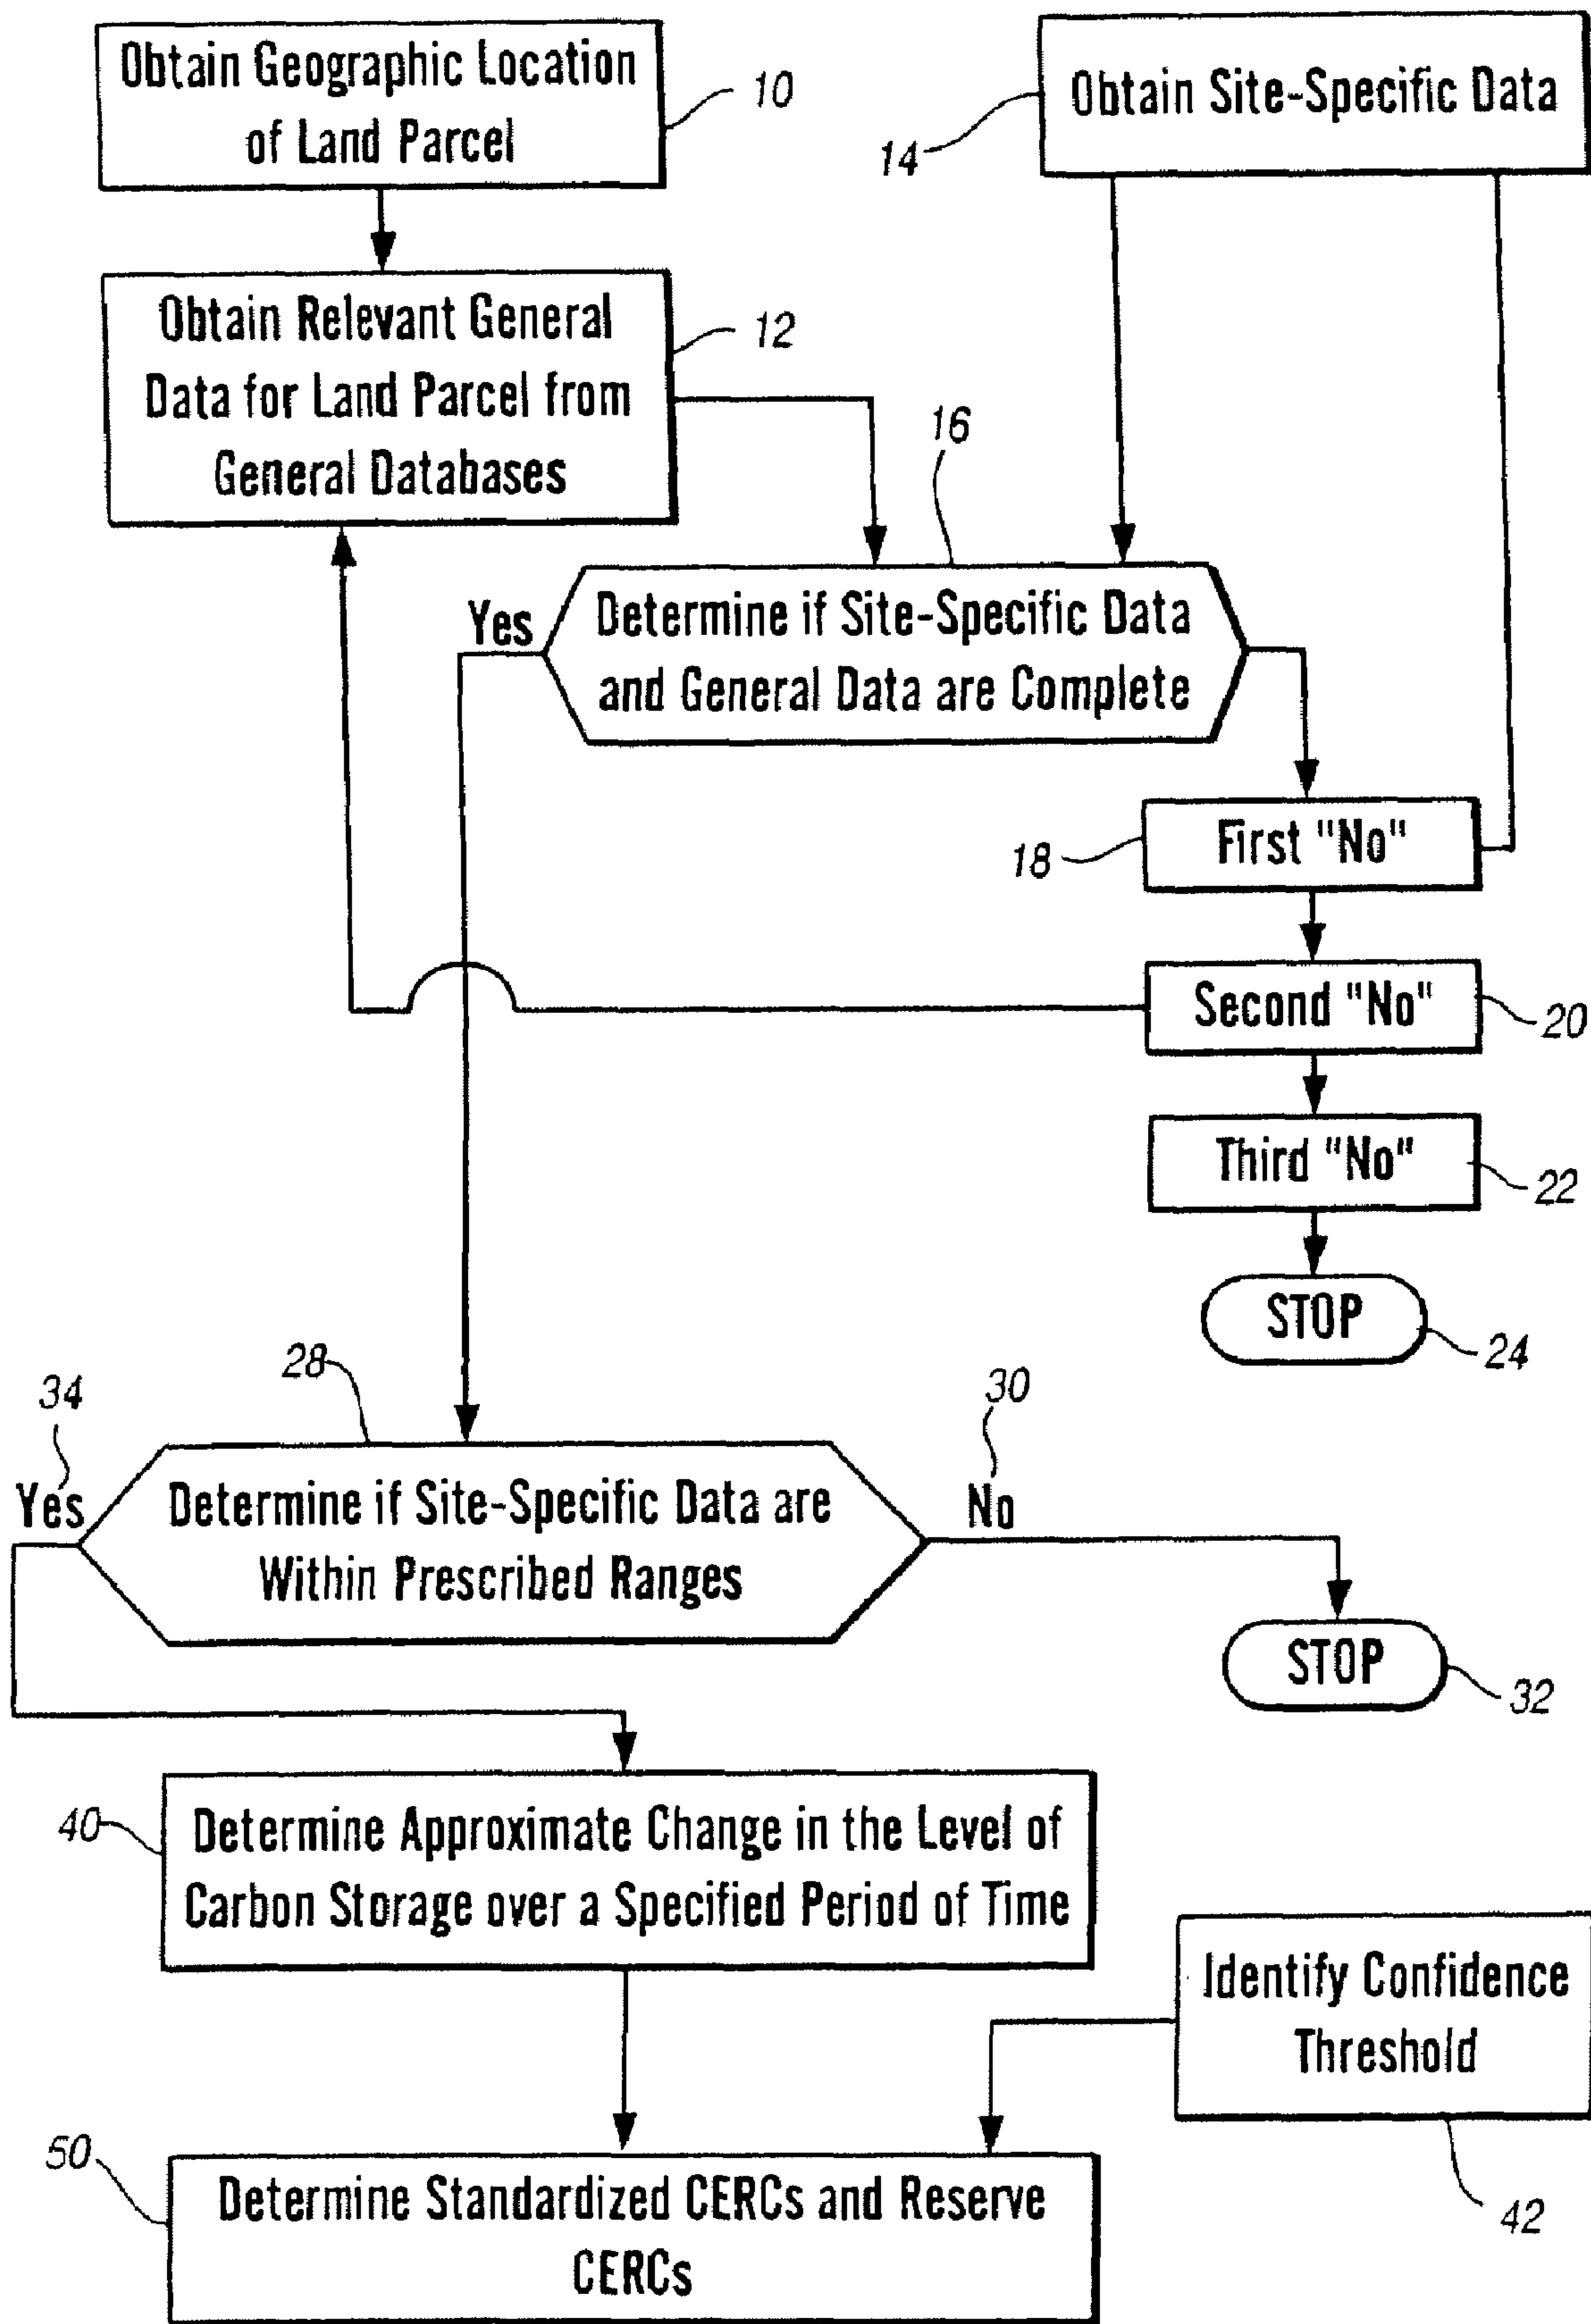 Obtain Geographic Location
of Land Parcel
10
Obtain Site-Specific Data
14
Obtain Relevant General
Data for Land Parcel from
General Databases
12
16
Yes
Determine if Site-Specific Data
and General Data are Complete
First "No"
18
Second "No"
20
Third "No"
22
STOP
24
28
34
30
Yes
Determine if Site-Specific Data are
Within Prescribed Ranges
No
STOP
32
40
Determine Approximate Change in the Level of
Carbon Storage over a Specified Period of Time
Identify Confidence
Threshold
42
50
Determine Standardized CERCs and Reserve
CERCs